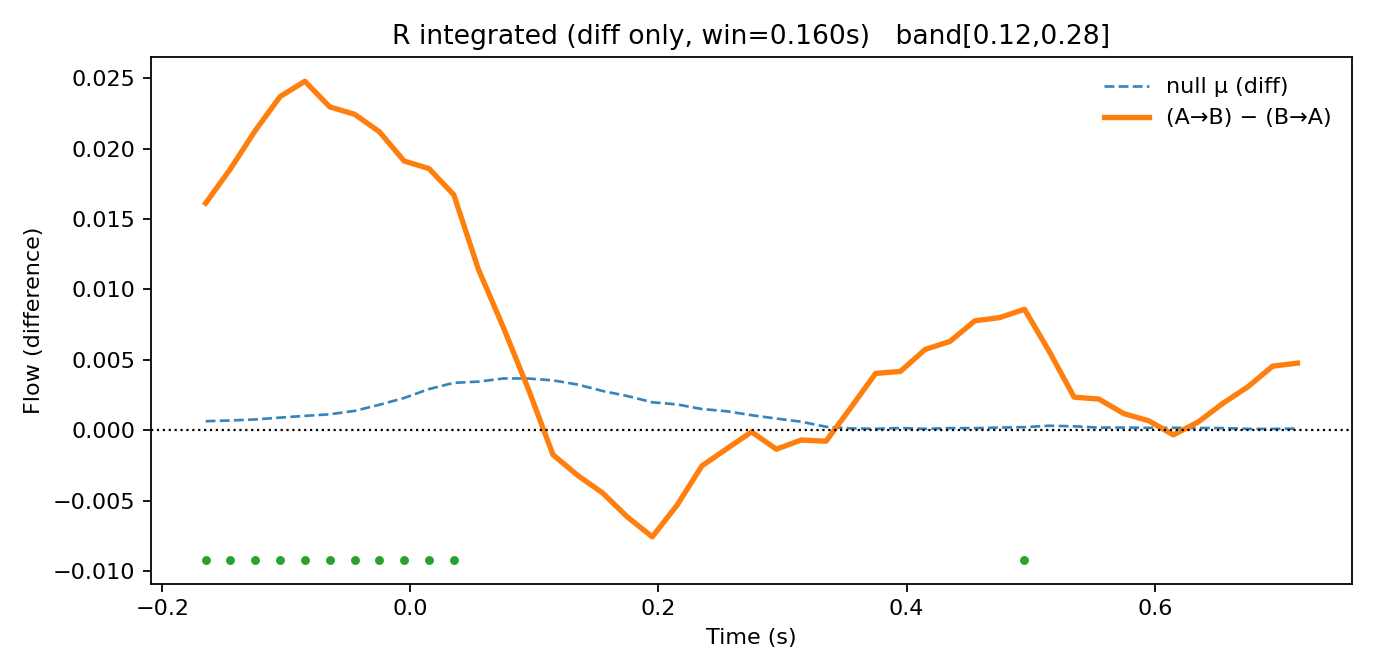 R integrated (diff only, win=0.160s)   band[0.12,0.28]
null μ (diff)
(A→B) − (B→A)
Flow (difference)
0.025
0.020
0.015
0.010
0.005
0.000
−0.005
−0.010
−0.2
0.0
0.2
0.4
0.6
Time (s)